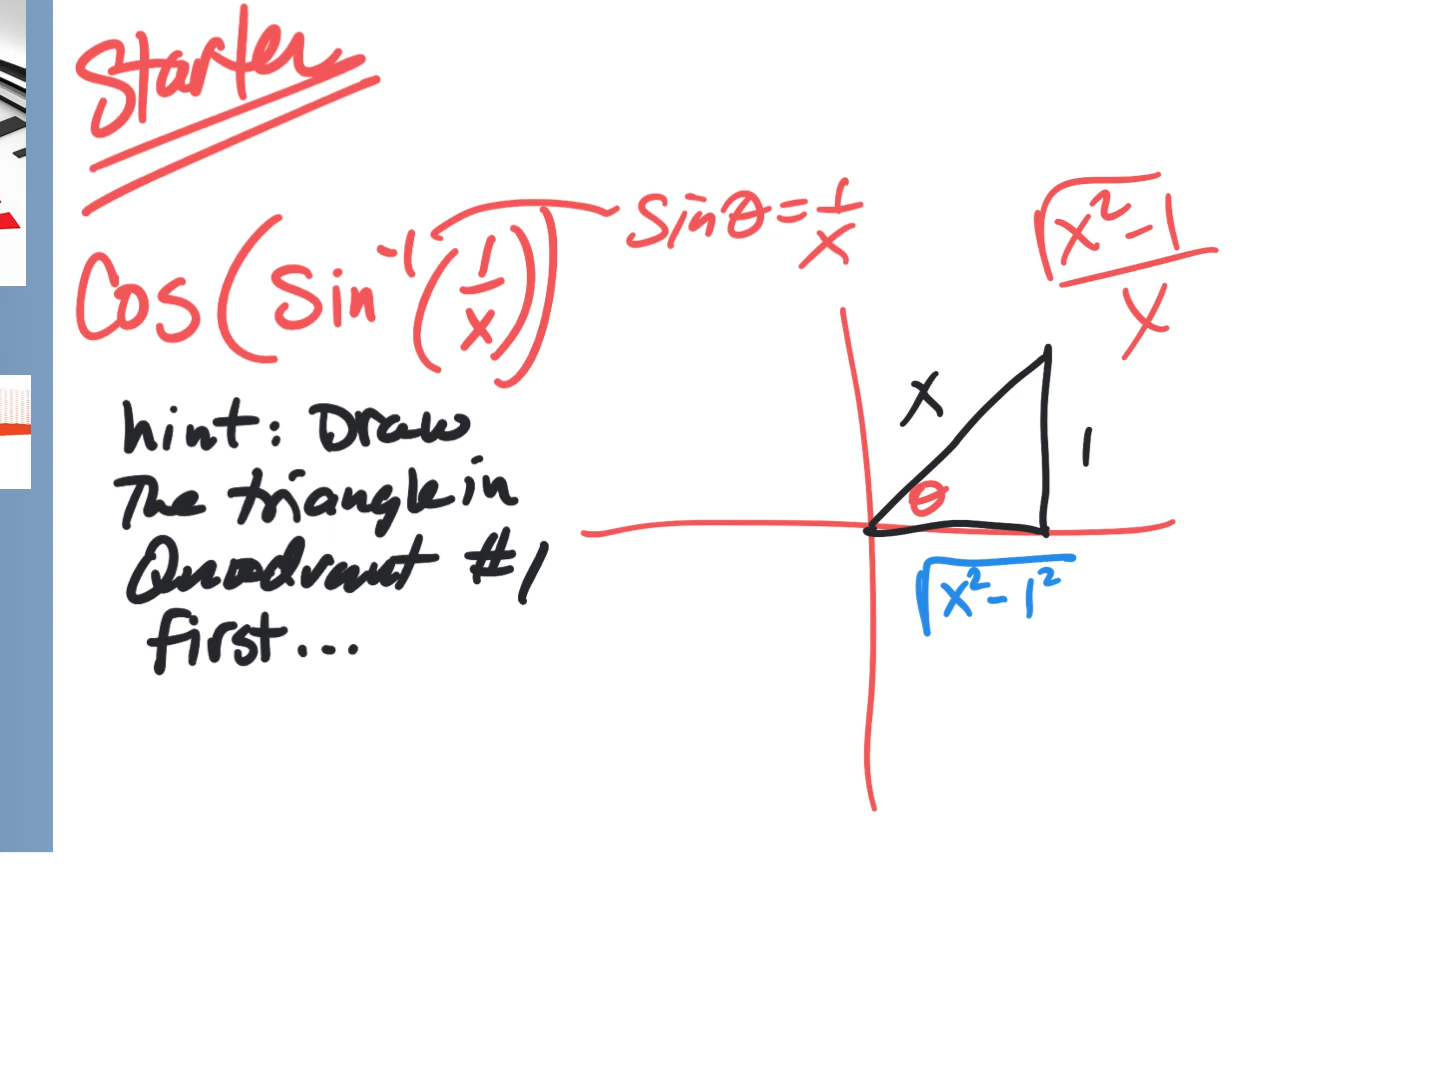 Starter
Cos(Sin⁻¹(1/x))
Sinθ = 1/x
√(x²-1)/x
hint: Draw
The triangle in
Quadrant #1
first...
x
1
θ
√(x²-1²)